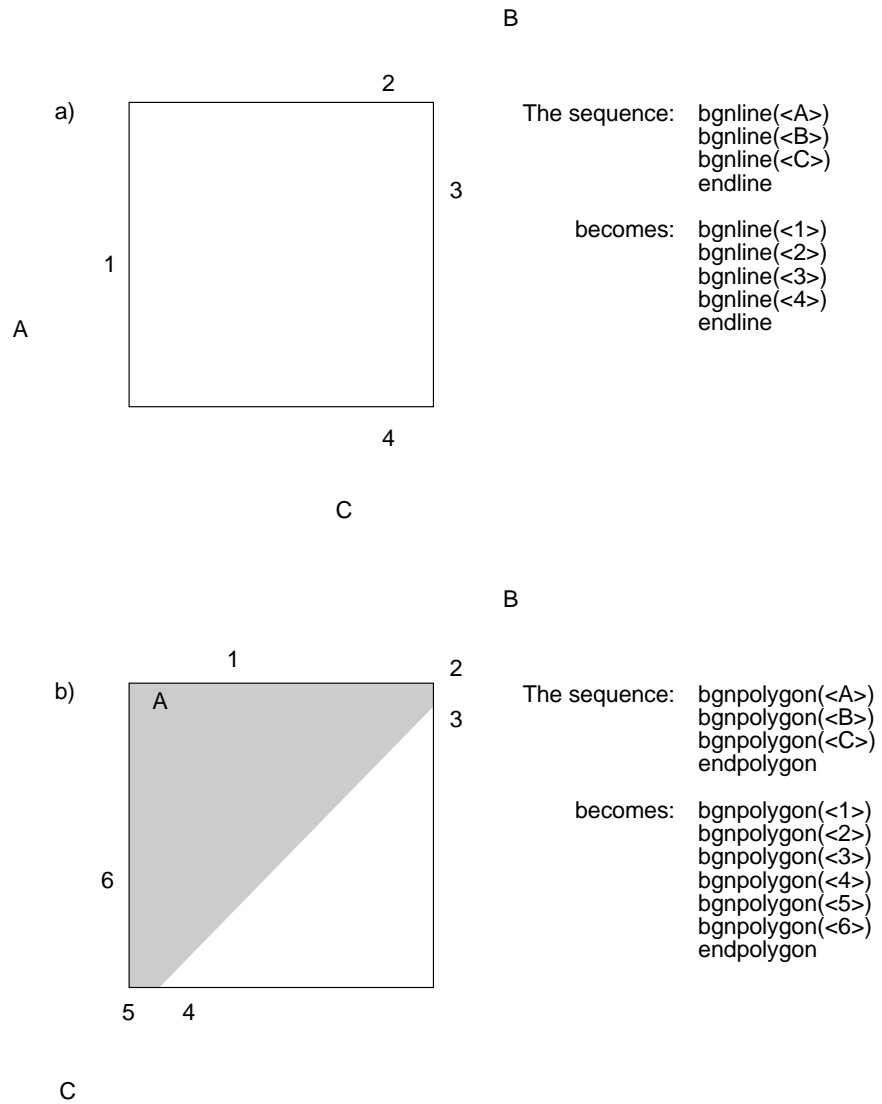 B
2
a)
The sequence: bgnline(<A>)
bgnline(<B>)
bgnline(<C>)
endline
3
becomes: bgnline(<1>)
bgnline(<2>)
bgnline(<3>)
bgnline(<4>)
endline
1
A
4
C
B
1
2
b)
A
The sequence: bgnpolygon(<A>)
bgnpolygon(<B>)
bgnpolygon(<C>)
endpolygon
3
becomes: bgnpolygon(<1>)
bgnpolygon(<2>)
bgnpolygon(<3>)
bgnpolygon(<4>)
bgnpolygon(<5>)
bgnpolygon(<6>)
endpolygon
6
5 4
C